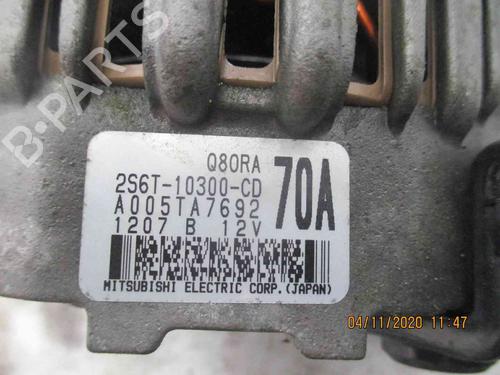 B-PARTS
Q80RA
2S6T-10300-CD 70A
A005TA7692
1207 B 12V
MITSUBISHI ELECTRIC CORP.(JAPAN)
04/11/2020 11:47